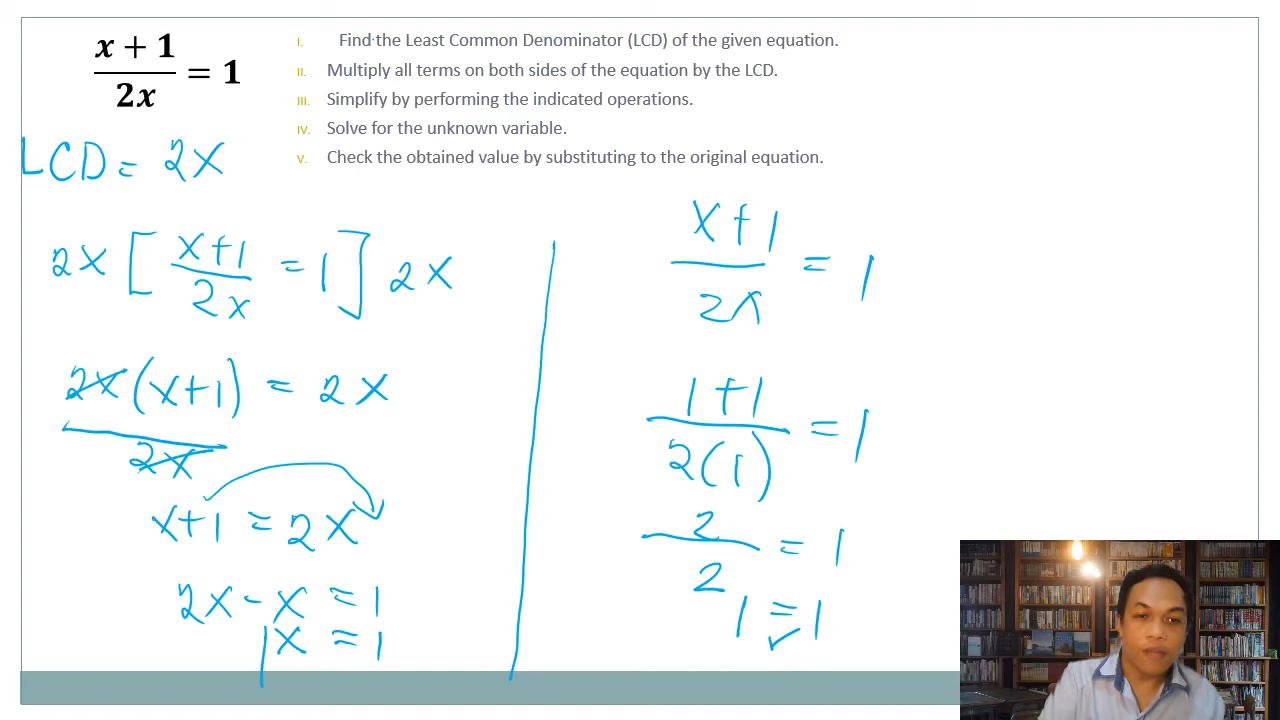 x + 1
2x
= 1
I. Find the Least Common Denominator (LCD) of the given equation.
II. Multiply all terms on both sides of the equation by the LCD.
III. Simplify by performing the indicated operations.
IV. Solve for the unknown variable.
V. Check the obtained value by substituting to the original equation.
LCD = 2x
2x [ x+1 / 2x = 1 ] 2x
2x(x+1) / 2x = 2x
x+1 = 2x
2x - x = 1
1x = 1
x+1 / 2x = 1
1+1 / 2(1) = 1
2 / 2 = 1
1 = 1 ✓